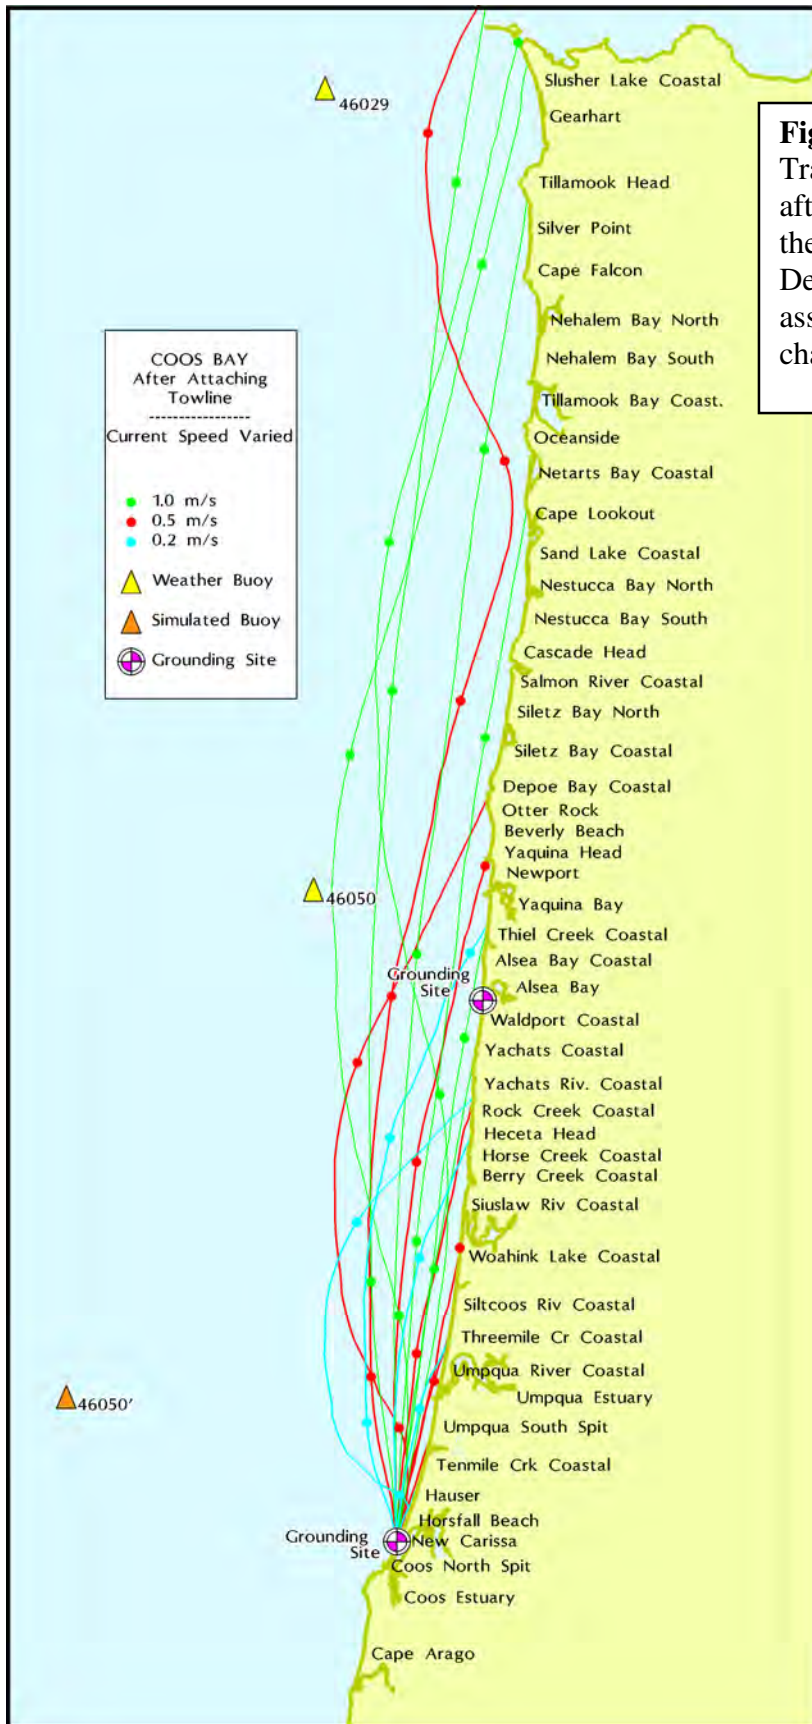 46029
Slusher Lake Coastal
Gearhart
Tillamook Head
Silver Point
Cape Falcon
Nehalem Bay North
Nehalem Bay South
Tillamook Bay Coast.
Oceanside
Netarts Bay Coastal
Cape Lookout
Sand Lake Coastal
Nestucca Bay North
Nestucca Bay South
Cascade Head
Salmon River Coastal
Siletz Bay North
Siletz Bay Coastal
Depoe Bay Coastal
Otter Rock
Beverly Beach
Yaquina Head
Newport
Yaquina Bay
Thiel Creek Coastal
Alsea Bay Coastal
Alsea Bay
Waldport Coastal
Yachats Coastal
Yachats Riv. Coastal
Rock Creek Coastal
Heceta Head
Horse Creek Coastal
Berry Creek Coastal
Siuslaw Riv Coastal
Woahink Lake Coastal
Siltcoos Riv Coastal
Threemile Cr Coastal
Umpqua River Coastal
Umpqua Estuary
Umpqua South Spit
Tenmile Crk Coastal
Hauser
Horsfall Beach
New Carissa
Coos North Spit
Coos Estuary
Cape Arago
Grounding
Site
Grounding
Site
46050
46050'
COOS BAY
After Attaching
Towline
-----------------
Current Speed Varied
1.0 m/s
0.5 m/s
0.2 m/s
Weather Buoy
Simulated Buoy
Grounding Site
Fig
Tra
aft
the
De
ass
cha